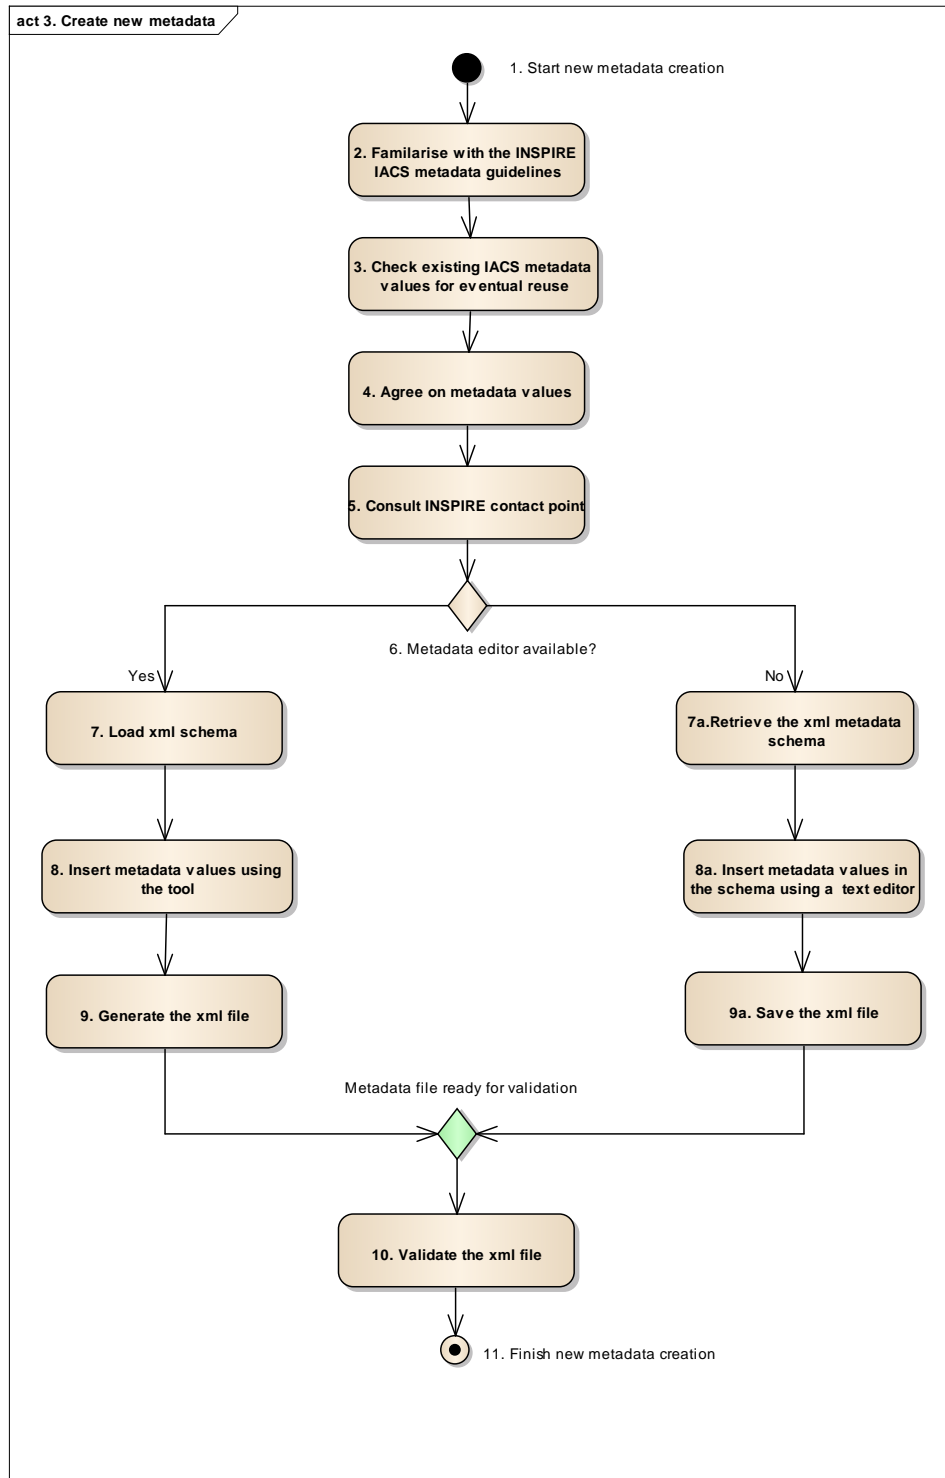 act 3. Create new metadata
1. Start new metadata creation
2. Familarise with the INSPIRE
IACS metadata guidelines
3. Check existing IACS metadata
values for eventual reuse
4. Agree on metadata values
5. Consult INSPIRE contact point
6. Metadata editor available?
Yes
No
7. Load xml schema
7a.Retrieve the xml metadata
schema
8. Insert metadata values using
the tool
8a. Insert metadata values in
the schema using a text editor
9. Generate the xml file
9a. Save the xml file
Metadata file ready for validation
10. Validate the xml file
11. Finish new metadata creation